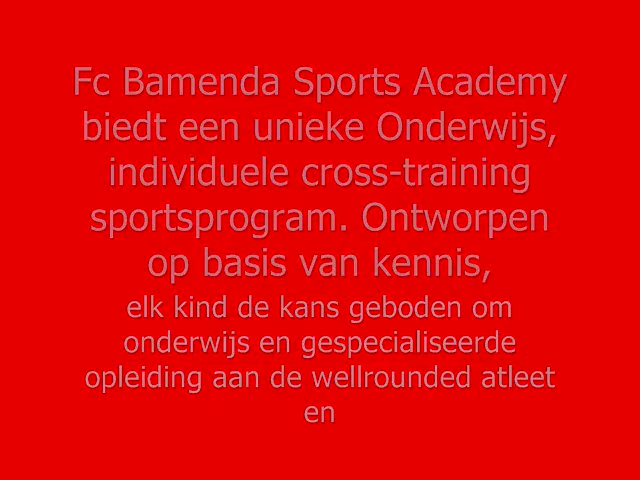 Fc Bamenda Sports Academy
biedt een unieke Onderwijs,
individuele cross-training
sportsprogram. Ontworpen
op basis van kennis,
elk kind de kans geboden om
onderwijs en gespecialiseerde
opleiding aan de wellrounded atleet
en